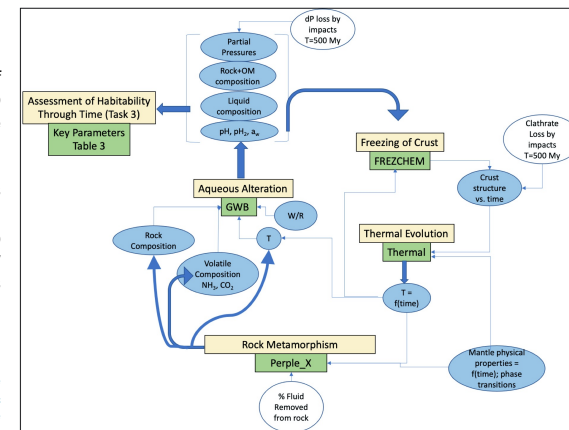 dP loss by
impacts
T=500 My
Partial
Pressures
Rock+OM
composition
Liquid
composition
pH, pH₂, aw
Assessment of Habitability
Through Time (Task 3)
Key Parameters
Table 3
Freezing of Crust
FREZCHEM
Clathrate
Loss by
impacts
T=500 My
Crust
structure
vs. time
Aqueous Alteration
GWB
W/R
T
Rock
Composition
Volatile
Composition
NH₃, CO₂
Thermal Evolution
Thermal
T =
f(time)
Rock Metamorphism
Perple_X
Mantle physical
properties =
f(time); phase
transitions
% Fluid
Removed
from rock